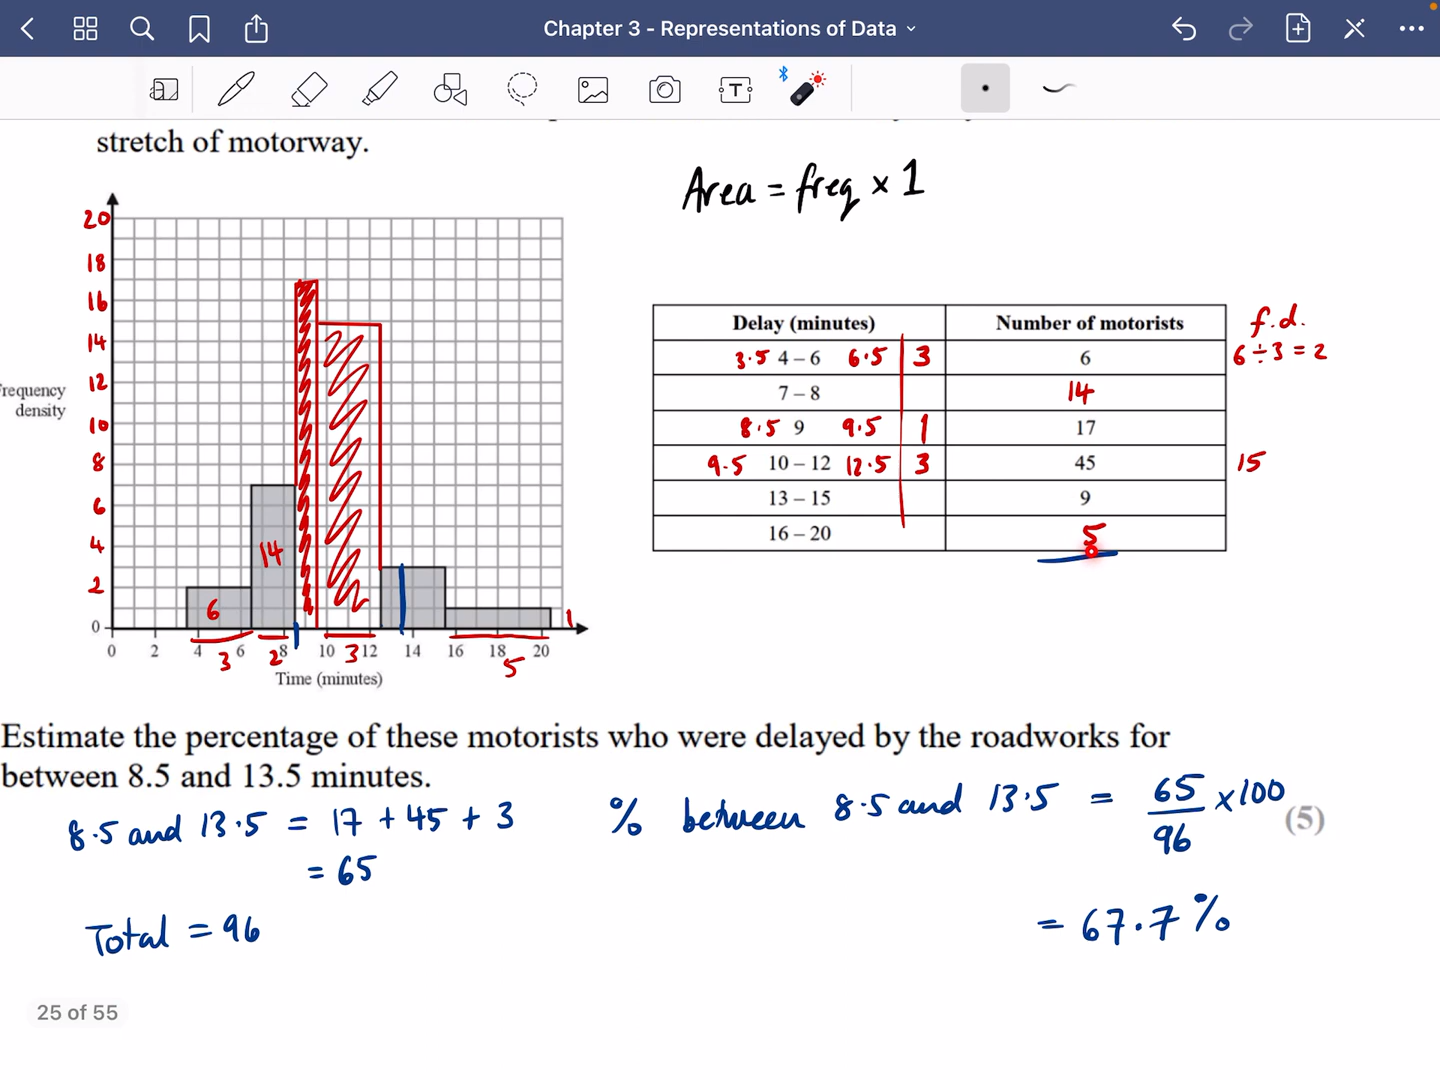 Chapter 3 - Representations of Data
stretch of motorway.
Area = freq × 1
20
18
16
14
12
10
8
6
4
2
0
requency
density
6
14
0 2 4 6 8 10 12 14 16 18 20
3 2 3 5
1
Time (minutes)
Delay (minutes) Number of motorists f.d.
3.5 4 – 6 6.5 3 6 6 ÷ 3 = 2
7 – 8 14
8.5 9 9.5 1 17
9.5 10 – 12 12.5 3 45 15
13 – 15 9
16 – 20 5
Estimate the percentage of these motorists who were delayed by the roadworks for
between 8.5 and 13.5 minutes.
8.5 and 13.5 = 17 + 45 + 3
= 65
Total = 96
% between 8.5 and 13.5 = 65/96 × 100
(5)
= 67.7%
25 of 55